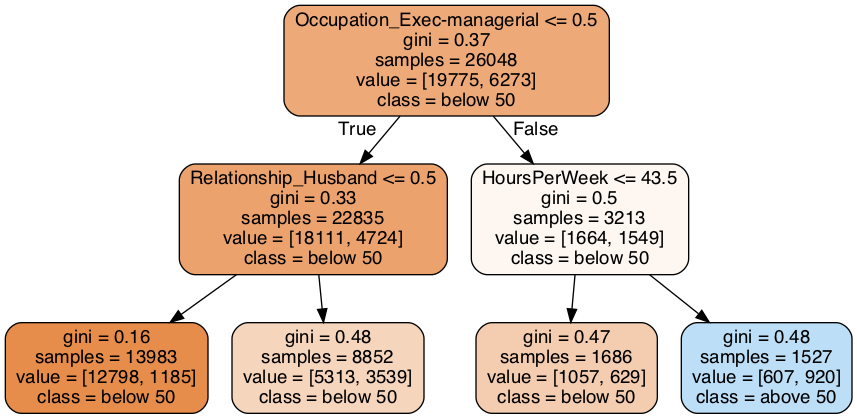 Occupation_Exec-managerial <= 0.5
gini = 0.37
samples = 26048
value = [19775, 6273]
class = below 50
True
False
Relationship_Husband <= 0.5
gini = 0.33
samples = 22835
value = [18111, 4724]
class = below 50
HoursPerWeek <= 43.5
gini = 0.5
samples = 3213
value = [1664, 1549]
class = below 50
gini = 0.16
samples = 13983
value = [12798, 1185]
class = below 50
gini = 0.48
samples = 8852
value = [5313, 3539]
class = below 50
gini = 0.47
samples = 1686
value = [1057, 629]
class = below 50
gini = 0.48
samples = 1527
value = [607, 920]
class = above 50